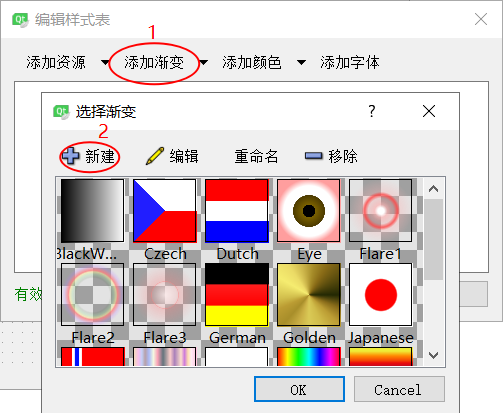 Qt 编辑样式表
1
添加资源 添加渐变 添加颜色 添加字体
Qt 选择渐变 ?
2
新建 编辑 重命名 移除
BlackW... Czech Dutch Eye Flare1
Flare2 Flare3 German Golden Japanese
有效
OK Cancel